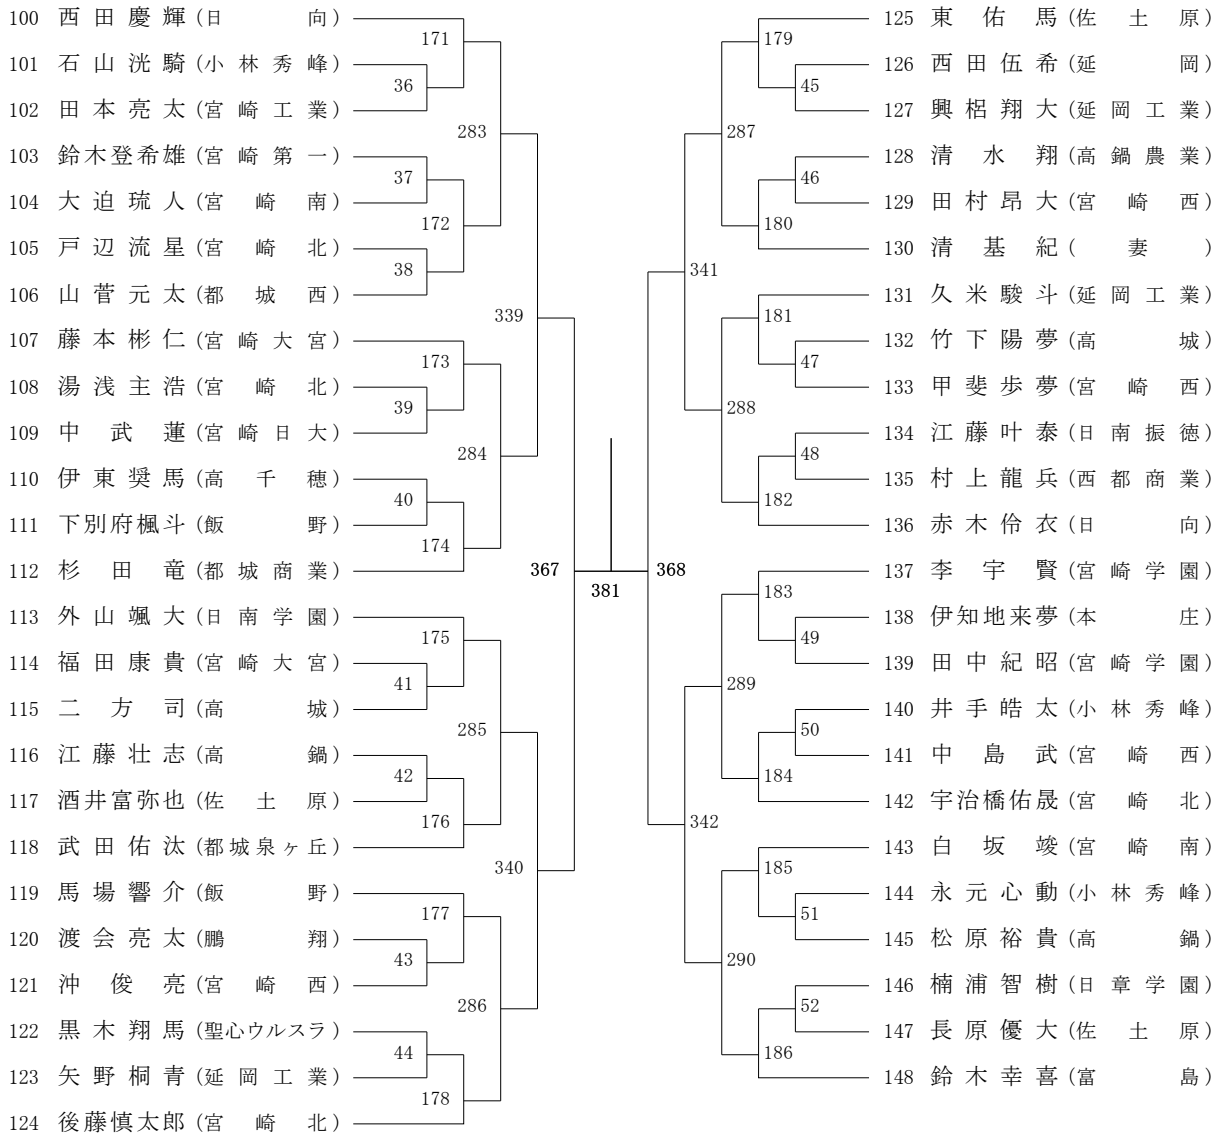 100 西田慶輝(日向)
101 石山洸騎(小林秀峰)
102 田本亮太(宮崎工業)
103 鈴木登希雄(宮崎第一)
104 大迫琉人(宮崎南)
105 戸辺流星(宮崎北)
106 山菅元太(都城西)
107 藤本彬仁(宮崎大宮)
108 湯浅主浩(宮崎北)
109 中武蓮(宮崎日大)
110 伊東奨馬(高千穂)
111 下別府楓斗(飯野)
112 杉田竜(都城商業)
113 外山颯大(日南学園)
114 福田康貴(宮崎大宮)
115 二方司(高城)
116 江藤壮志(高鍋)
117 酒井富弥也(佐土原)
118 武田佑汰(都城泉ヶ丘)
119 馬場響介(飯野)
120 渡会亮太(鵬翔)
121 沖俊亮(宮崎西)
122 黒木翔馬(聖心ウルスラ)
123 矢野桐青(延岡工業)
124 後藤慎太郎(宮崎北)
171
36
283
37
172
38
339
173
39
284
40
174
367
175
41
285
42
176
340
177
43
286
44
178
381
368
179
45
287
46
180
341
181
47
288
48
182
183
49
289
50
184
342
185
51
290
52
186
125 東佑馬(佐土原)
126 西田伍希(延岡)
127 興梠翔大(延岡工業)
128 清水翔(高鍋農業)
129 田村昂大(宮崎西)
130 清基紀(妻)
131 久米駿斗(延岡工業)
132 竹下陽夢(高城)
133 甲斐歩夢(宮崎西)
134 江藤叶泰(日南振徳)
135 村上龍兵(西都商業)
136 赤木伶衣(日向)
137 李宇賢(宮崎学園)
138 伊知地来夢(本庄)
139 田中紀昭(宮崎学園)
140 井手皓太(小林秀峰)
141 中島武(宮崎西)
142 宇治橋佑晟(宮崎北)
143 白坂竣(宮崎南)
144 永元心動(小林秀峰)
145 松原裕貴(高鍋)
146 楠浦智樹(日章学園)
147 長原優大(佐土原)
148 鈴木幸喜(富島)